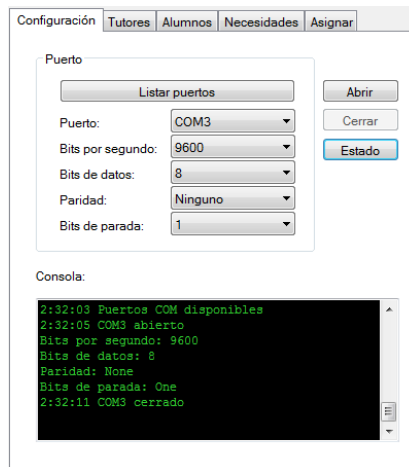 Configuración Tutores Alumnos Necesidades Asignar
Puerto
Listar puertos Abrir
Puerto: COM3 Cerrar
Bits por segundo: 9600 Estado
Bits de datos: 8
Paridad: Ninguno
Bits de parada: 1
Consola:
2:32:03 Puertos COM disponibles
2:32:05 COM3 abierto
Bits por segundo: 9600
Bits de datos: 8
Paridad: None
Bits de parada: One
2:32:11 COM3 cerrado